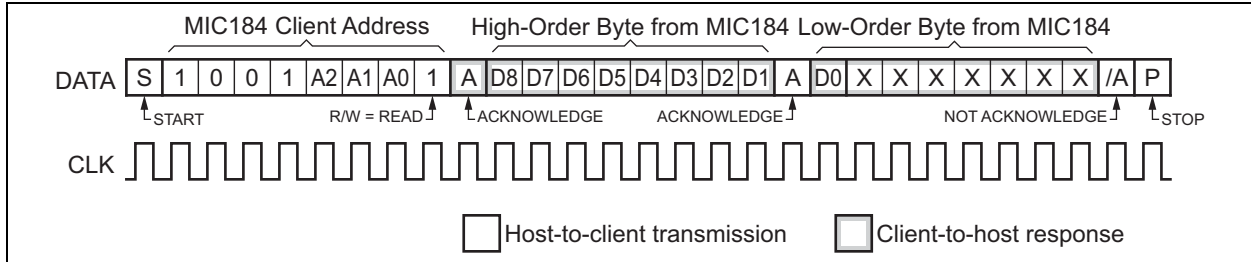 MIC184 Client Address High-Order Byte from MIC184 Low-Order Byte from MIC184
DATA S 1 0 0 1 A2 A1 A0 1 A D8 D7 D6 D5 D4 D3 D2 D1 A D0 X X X X X X X /A P
START R/W = READ ACKNOWLEDGE ACKNOWLEDGE NOT ACKNOWLEDGE STOP
CLK
Host-to-client transmission Client-to-host response